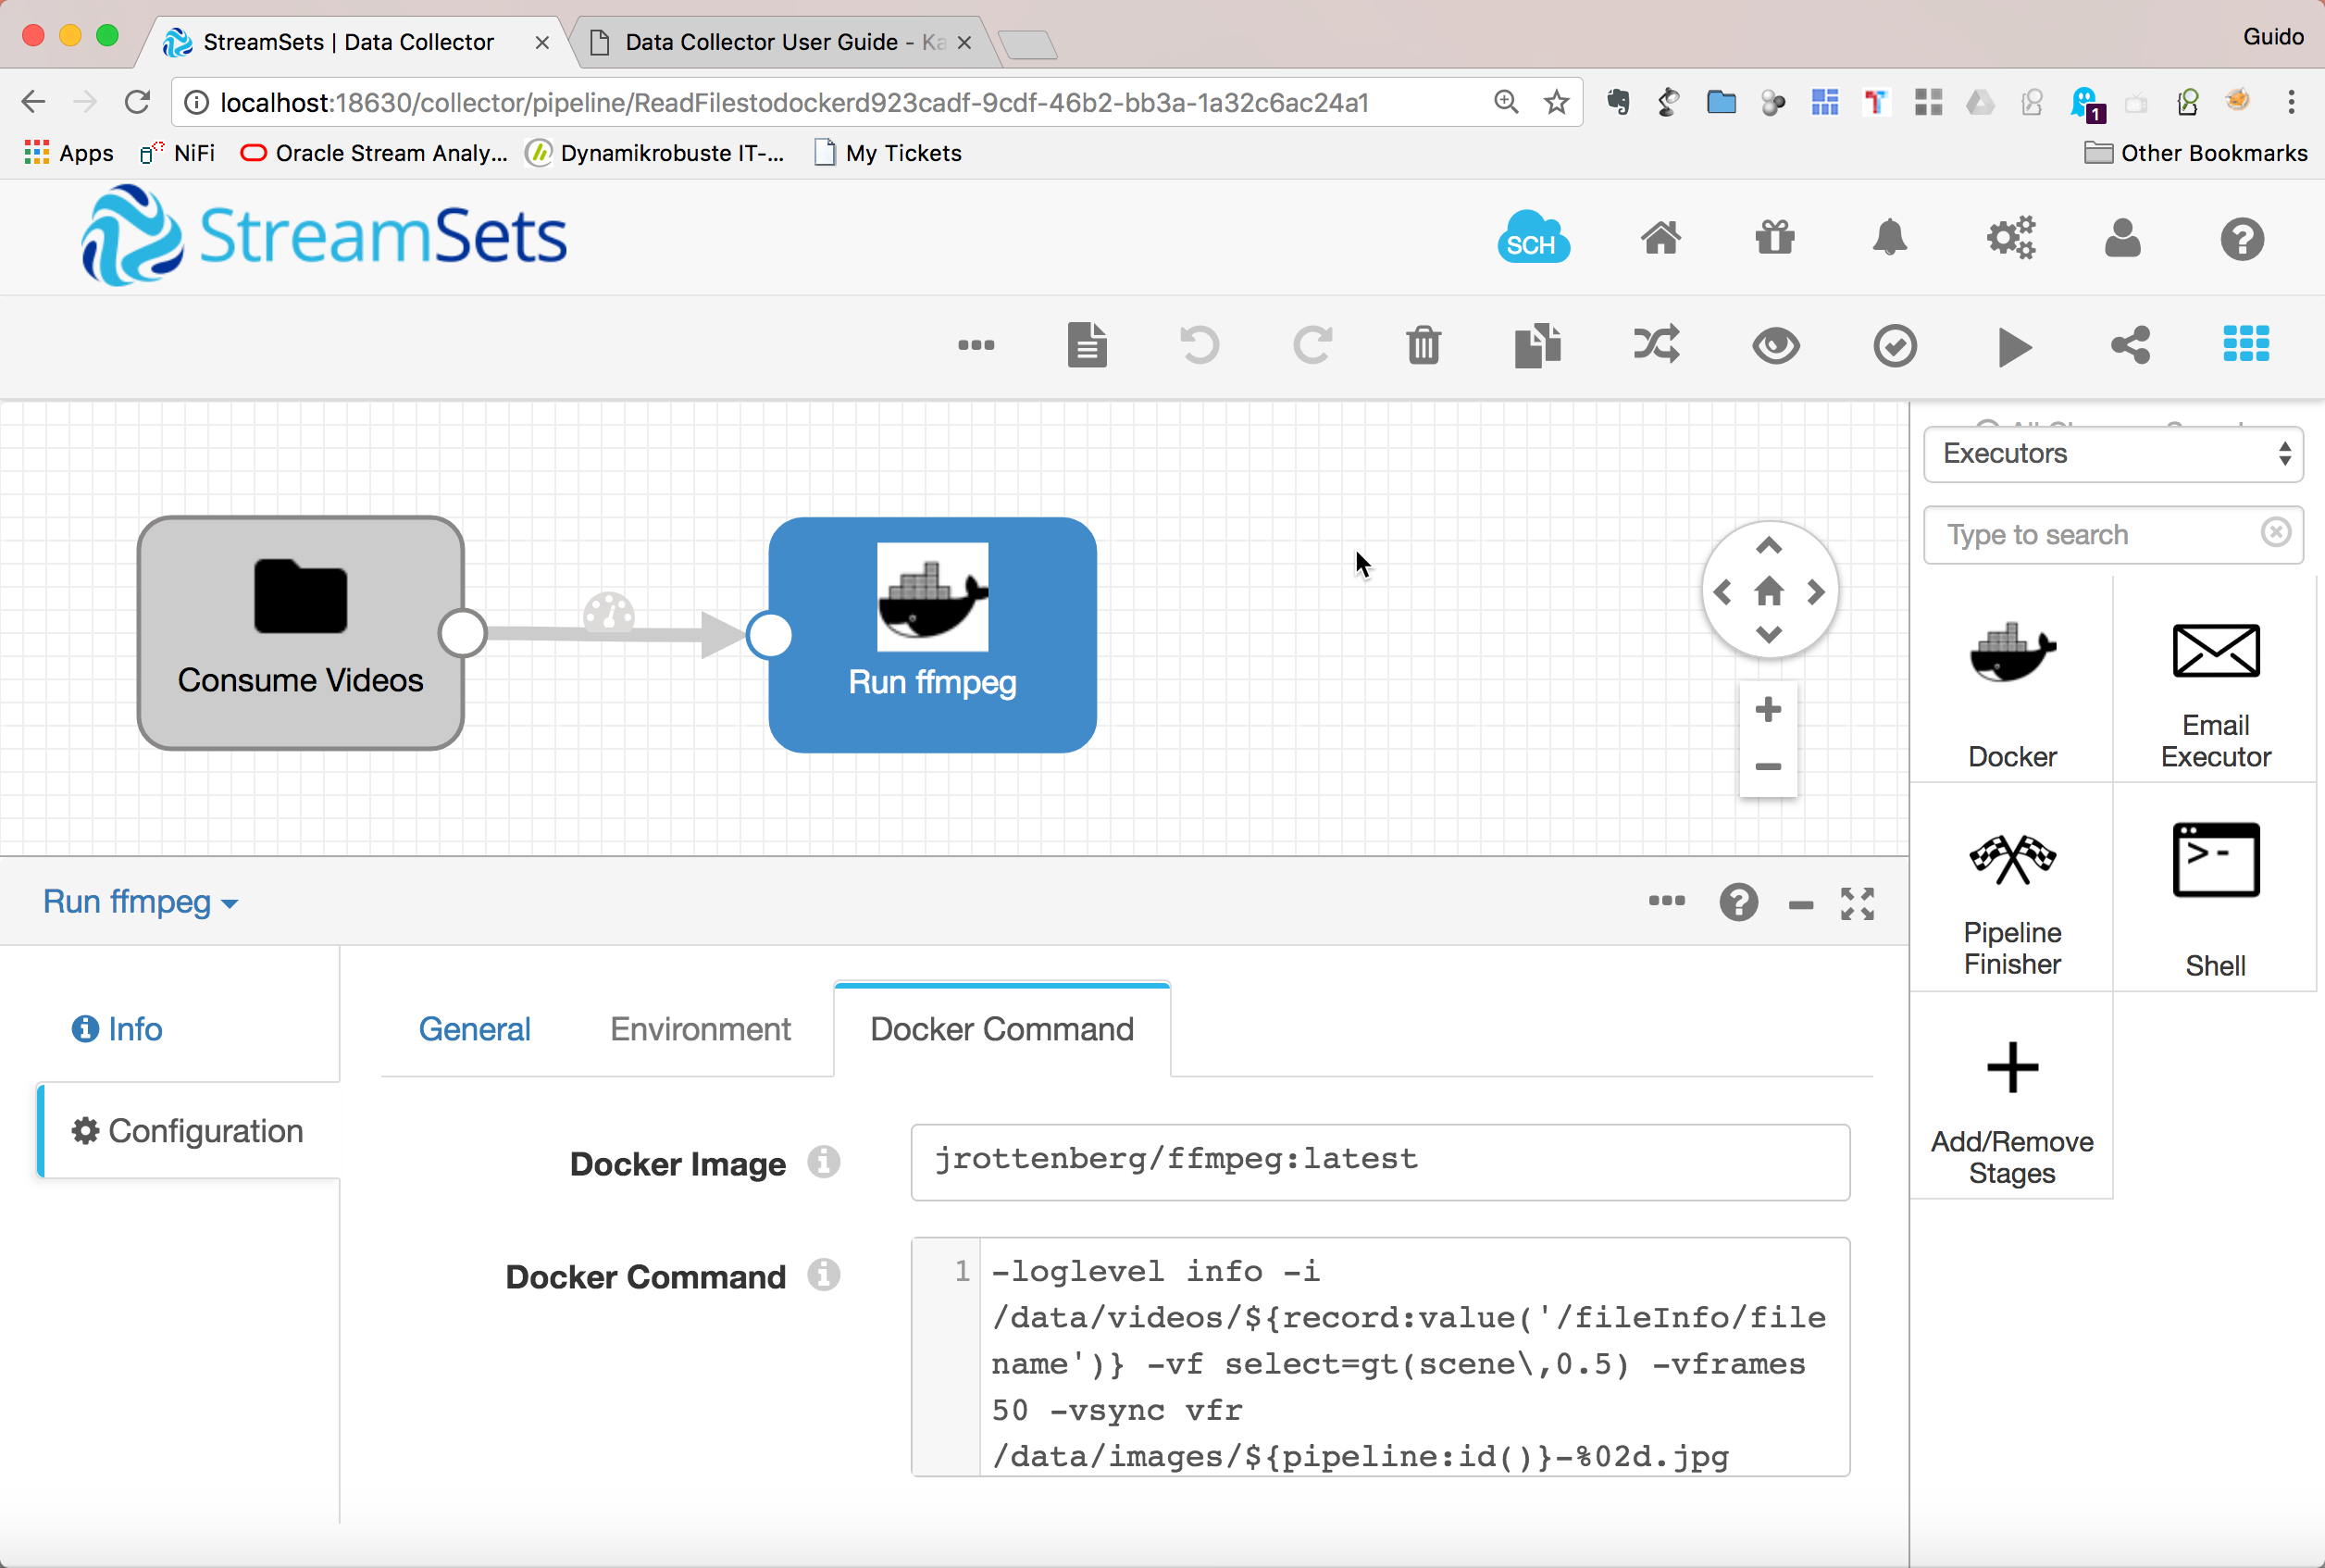 StreamSets | Data Collector
Data Collector User Guide - Ka
Guido
localhost:18630/collector/pipeline/ReadFilestodockerd923cadf-9cdf-46b2-bb3a-1a32c6ac24a1
1
Apps
NiFi
Oracle Stream Analy...
Dynamikrobuste IT-...
My Tickets
Other Bookmarks
StreamSets
SCH
Executors
Type to search
Consume Videos
Run ffmpeg
Docker
Email
Executor
Pipeline
Finisher
Shell
Add/Remove
Stages
Run ffmpeg
Info
Configuration
General
Environment
Docker Command
Docker Image
jrottenberg/ffmpeg:latest
Docker Command
1
-loglevel info -i
/data/videos/${record:value('/fileInfo/file
name')} -vf select=gt(scene\,0.5) -vframes
50 -vsync vfr
/data/images/${pipeline:id()}-%02d.jpg